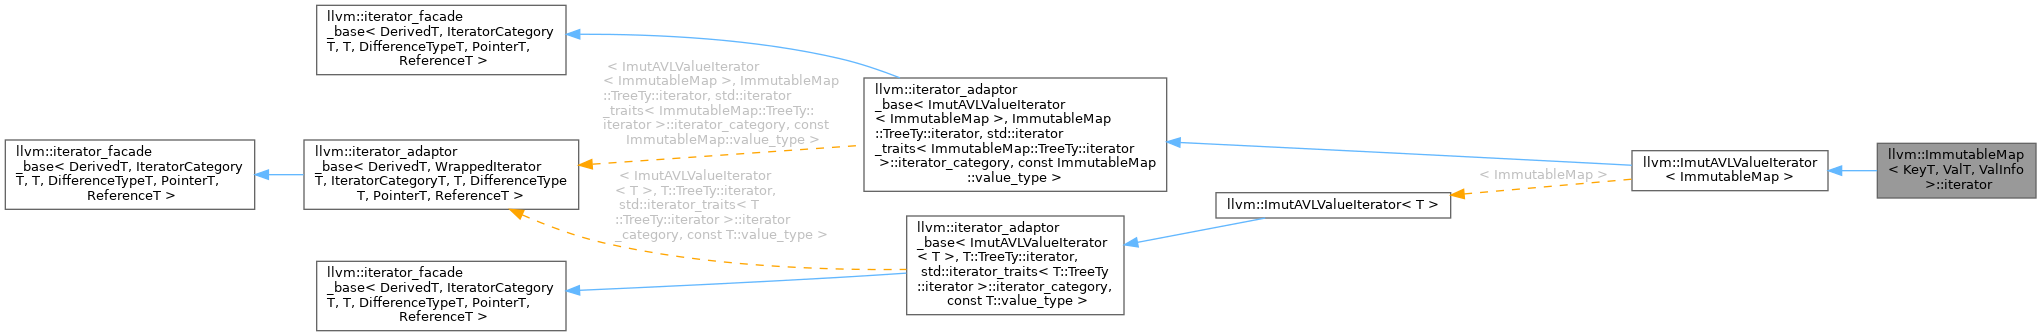 llvm::iterator_facade
_base< DerivedT, IteratorCategory
T, T, DifferenceTypeT, PointerT,
ReferenceT >
< ImutAVLValueIterator
< ImmutableMap >, ImmutableMap
::TreeTy::iterator, std::iterator
_traits< ImmutableMap::TreeTy::
iterator >::iterator_category, const
ImmutableMap::value_type >
llvm::iterator_adaptor
_base< ImutAVLValueIterator
< ImmutableMap >, ImmutableMap
::TreeTy::iterator, std::iterator
_traits< ImmutableMap::TreeTy::iterator
>::iterator_category, const ImmutableMap
::value_type >
llvm::iterator_facade
_base< DerivedT, IteratorCategory
T, T, DifferenceTypeT, PointerT,
ReferenceT >
llvm::iterator_adaptor
_base< DerivedT, WrappedIterator
T, IteratorCategoryT, T, DifferenceType
T, PointerT, ReferenceT >
llvm::ImutAVLValueIterator
< ImmutableMap >
llvm::ImmutableMap
< KeyT, ValT, ValInfo
>::iterator
< ImutAVLValueIterator
< T >, T::TreeTy::iterator,
std::iterator_traits< T
::TreeTy::iterator >::iterator
_category, const T::value_type >
< ImmutableMap >
llvm::ImutAVLValueIterator< T >
llvm::iterator_adaptor
_base< ImutAVLValueIterator
< T >, T::TreeTy::iterator,
std::iterator_traits< T::TreeTy
::iterator >::iterator_category,
const T::value_type >
llvm::iterator_facade
_base< DerivedT, IteratorCategory
T, T, DifferenceTypeT, PointerT,
ReferenceT >